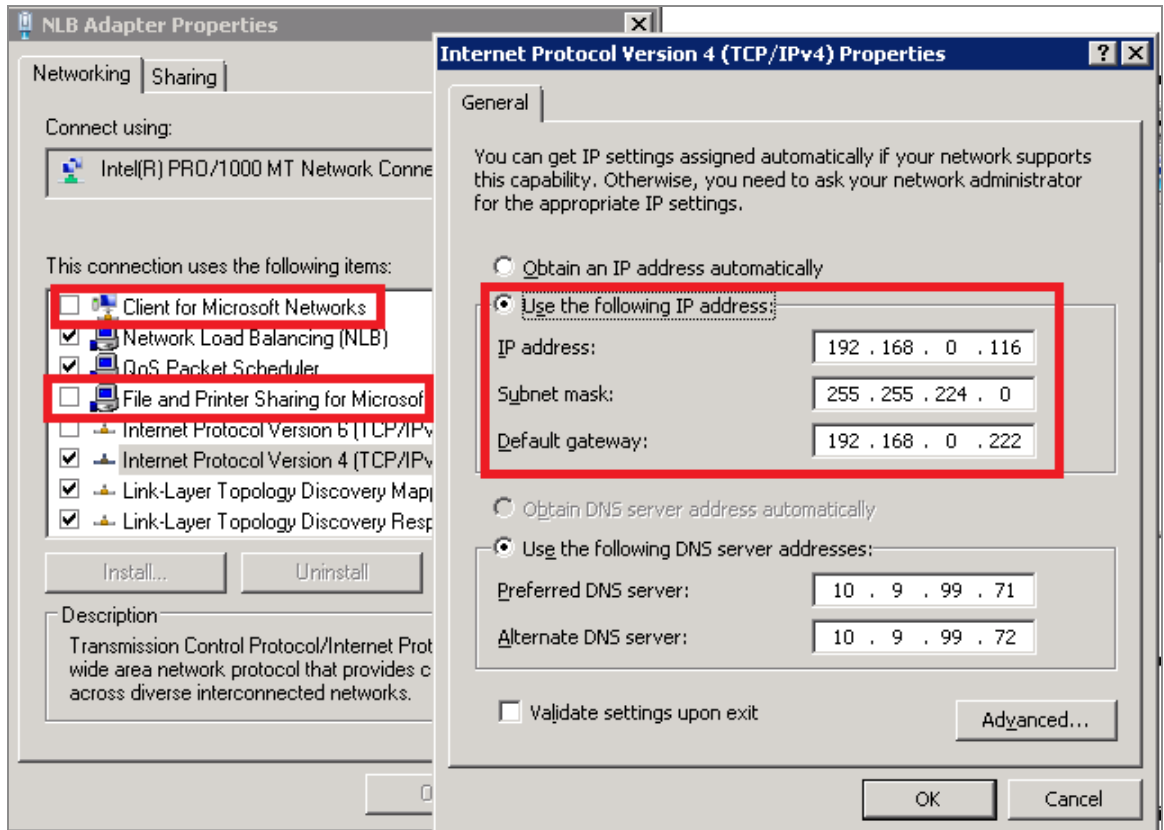 NLB Adapter Properties
Networking
Sharing
Connect using:
Intel(R) PRO/1000 MT Network Conne
This connection uses the following items:
Client for Microsoft Networks
Network Load Balancing (NLB)
QoS Packet Scheduler
File and Printer Sharing for Microsof
Internet Protocol Version 6 (TCP/IPv
Internet Protocol Version 4 (TCP/IPv
Link-Layer Topology Discovery Mapp
Link-Layer Topology Discovery Resp
Install...
Uninstall
Description
Transmission Control Protocol/Internet Prot
wide area network protocol that provides c
across diverse interconnected networks.
Internet Protocol Version 4 (TCP/IPv4) Properties
General
You can get IP settings assigned automatically if your network supports
this capability. Otherwise, you need to ask your network administrator
for the appropriate IP settings.
Obtain an IP address automatically
Use the following IP address:
IP address: 192 . 168 . 0 . 116
Subnet mask: 255 . 255 . 224 . 0
Default gateway: 192 . 168 . 0 . 222
Obtain DNS server address automatically
Use the following DNS server addresses:
Preferred DNS server: 10 . 9 . 99 . 71
Alternate DNS server: 10 . 9 . 99 . 72
Validate settings upon exit
Advanced...
OK
Cancel